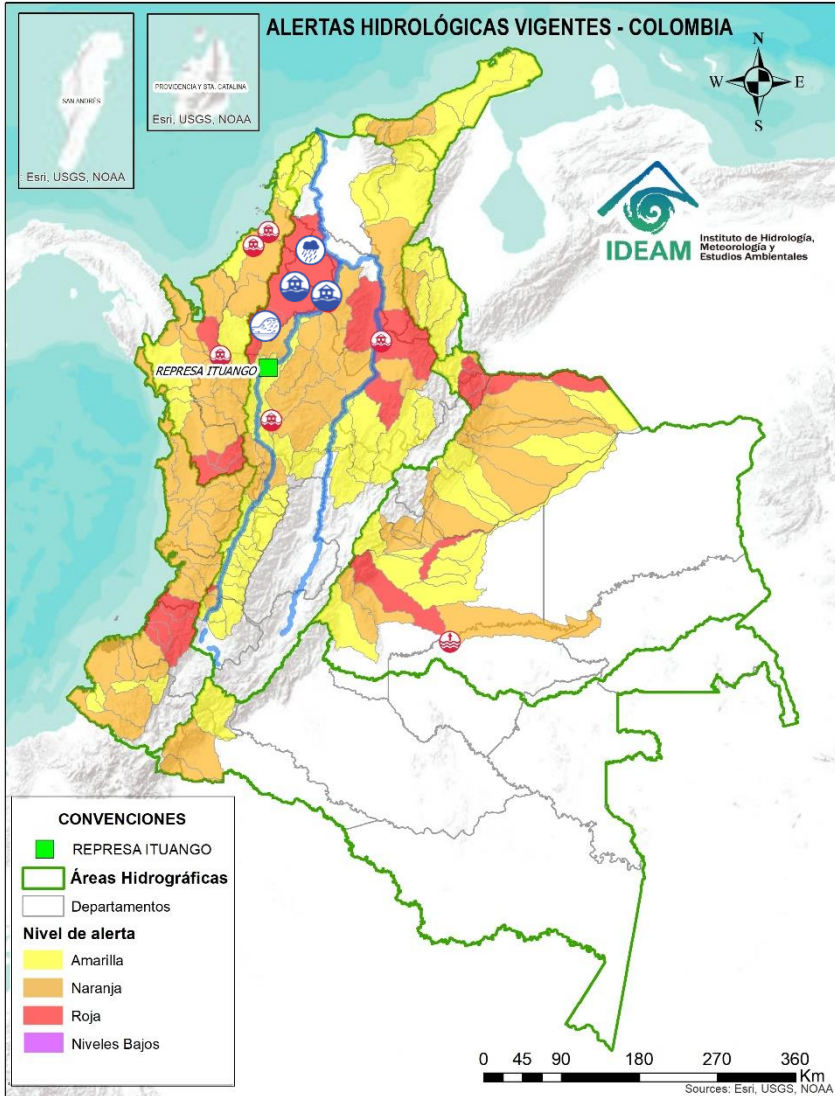 ALERTAS HIDROLÓGICAS VIGENTES - COLOMBIA
SAN ANDRÉS
Esri, USGS, NOAA
PROVIDENCIA Y STA. CATALINA
Esri, USGS, NOAA
N
W
E
S
IDEAM
Instituto de Hidrología,
Meteorología y
Estudios Ambientales
REPRESA ITUANGO
CONVENCIONES
REPRESA ITUANGO
Áreas Hidrográficas
Departamentos
Nivel de alerta
Amarilla
Naranja
Roja
Niveles Bajos
0 45 90 180 270 360
Km
Sources: Esri, USGS, NOAA